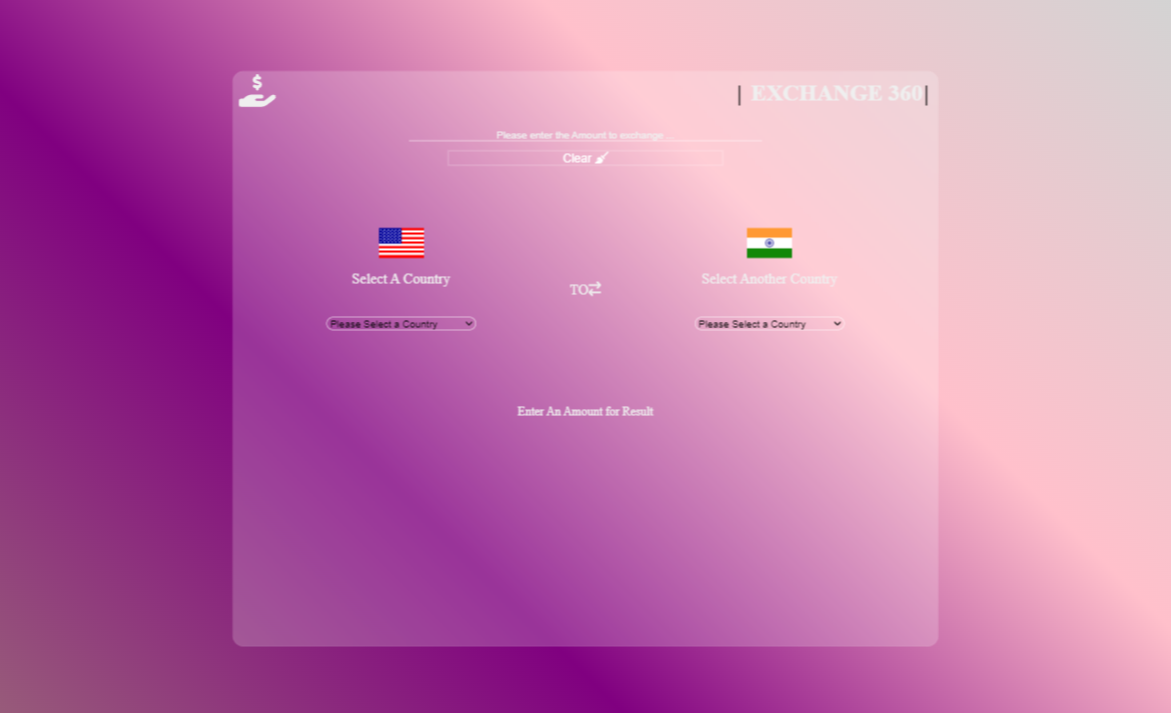 $
| EXCHANGE 360|
Please enter the Amount to exchange...
Clear
Select A Country
TO
Select Another Country
Please Select a Country
Please Select a Country
Enter An Amount for Result